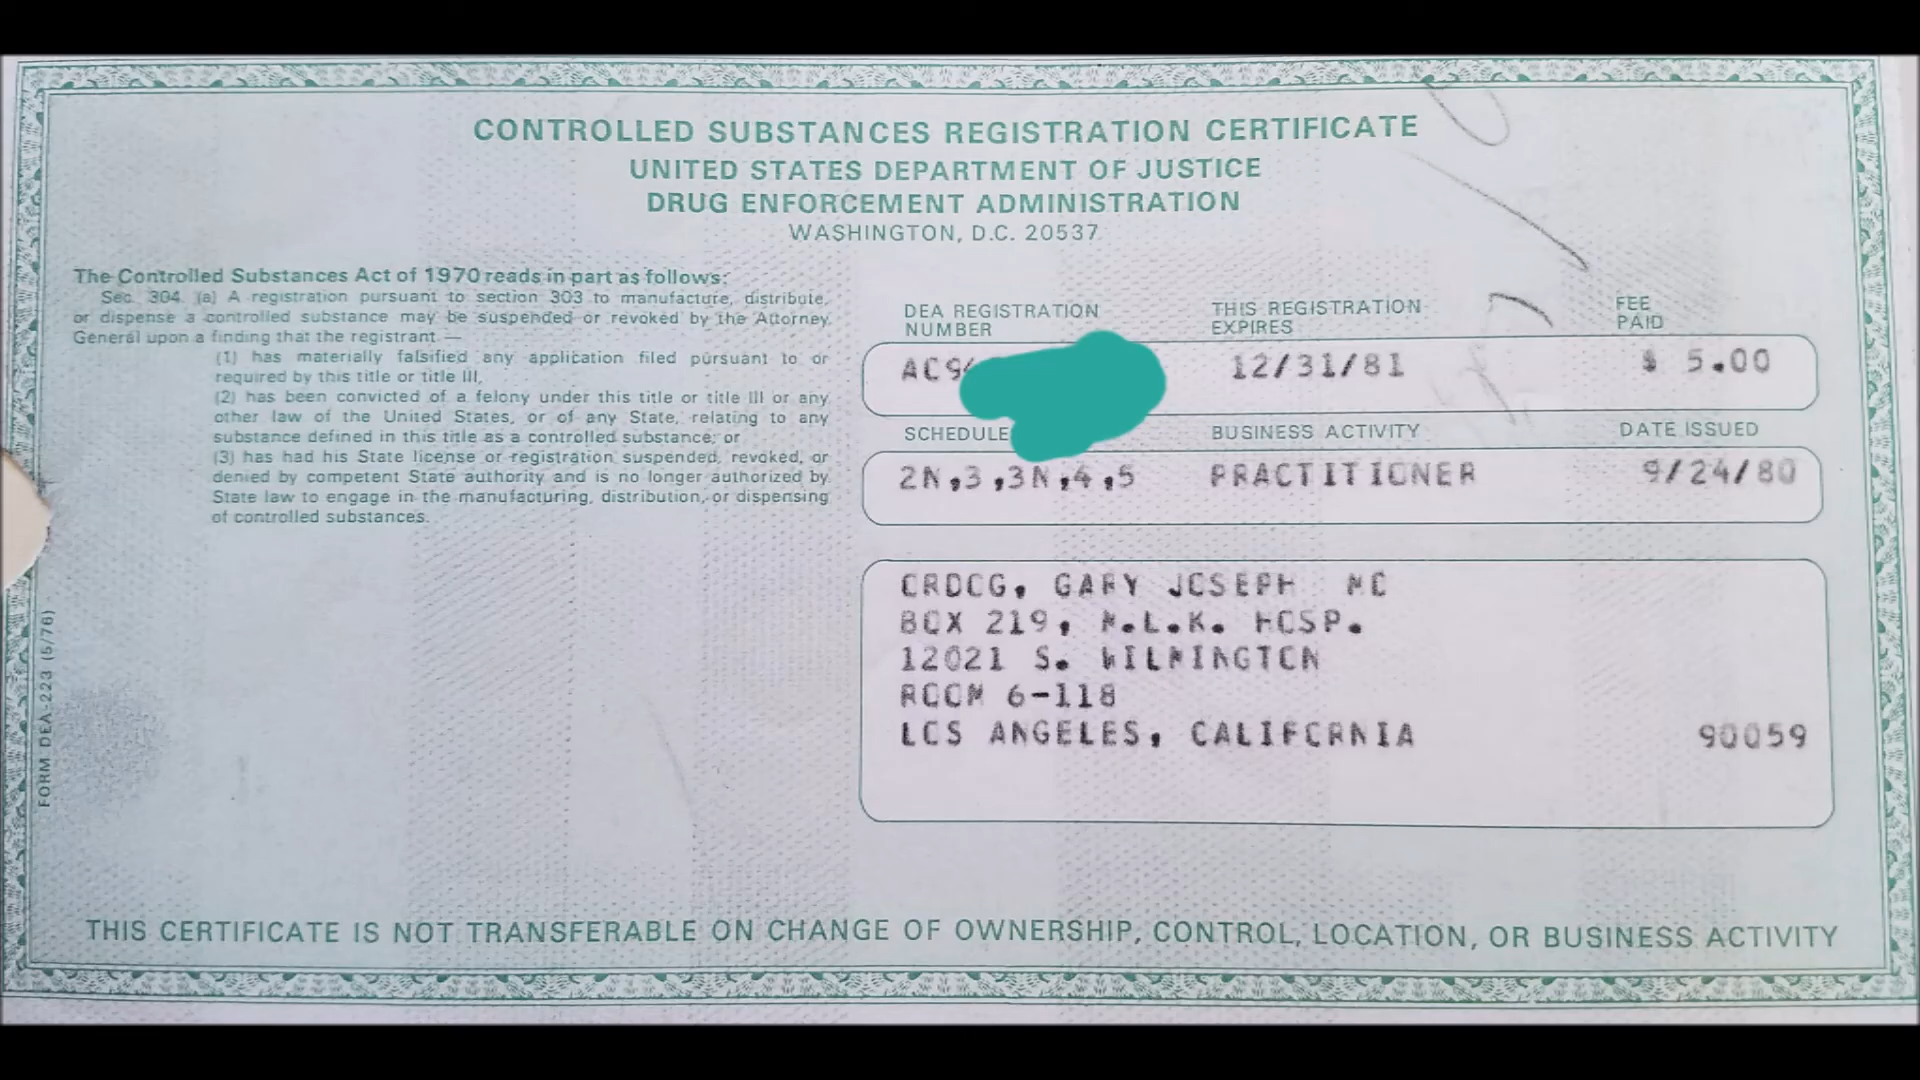 CONTROLLED SUBSTANCES REGISTRATION CERTIFICATE
UNITED STATES DEPARTMENT OF JUSTICE
DRUG ENFORCEMENT ADMINISTRATION
WASHINGTON, D.C. 20537
The Controlled Substances Act of 1970 reads in part as follows:
Sec. 304. (a) A registration pursuant to section 303 to manufacture, distribute,
or dispense a controlled substance may be suspended or revoked by the Attorney
General upon a finding that the registrant —
(1) has materially falsified any application filed pursuant to or
required by this title or title III,
(2) has been convicted of a felony under this title or title III or any
other law of the United States, or of any State, relating to any
substance defined in this title as a controlled substance; or
(3) has had his State license or registration suspended, revoked, or
denied by competent State authority and is no longer authorized by
State law to engage in the manufacturing, distribution, or dispensing
of controlled substances.
DEA REGISTRATION
NUMBER
THIS REGISTRATION
EXPIRES
FEE
PAID
AC9 12/31/81 $ 5.00
SCHEDULE BUSINESS ACTIVITY DATE ISSUED
2N,3,3N,4,5 PRACTITIONER 9/24/80
CRDCG, GARY JOSEPH MD
BOX 219, M.L.K. HOSP.
12021 S. WILMINGTON
ROOM 6-118
LOS ANGELES, CALIFORNIA 90059
FORM DEA-223 (5/76)
THIS CERTIFICATE IS NOT TRANSFERABLE ON CHANGE OF OWNERSHIP, CONTROL, LOCATION, OR BUSINESS ACTIVITY